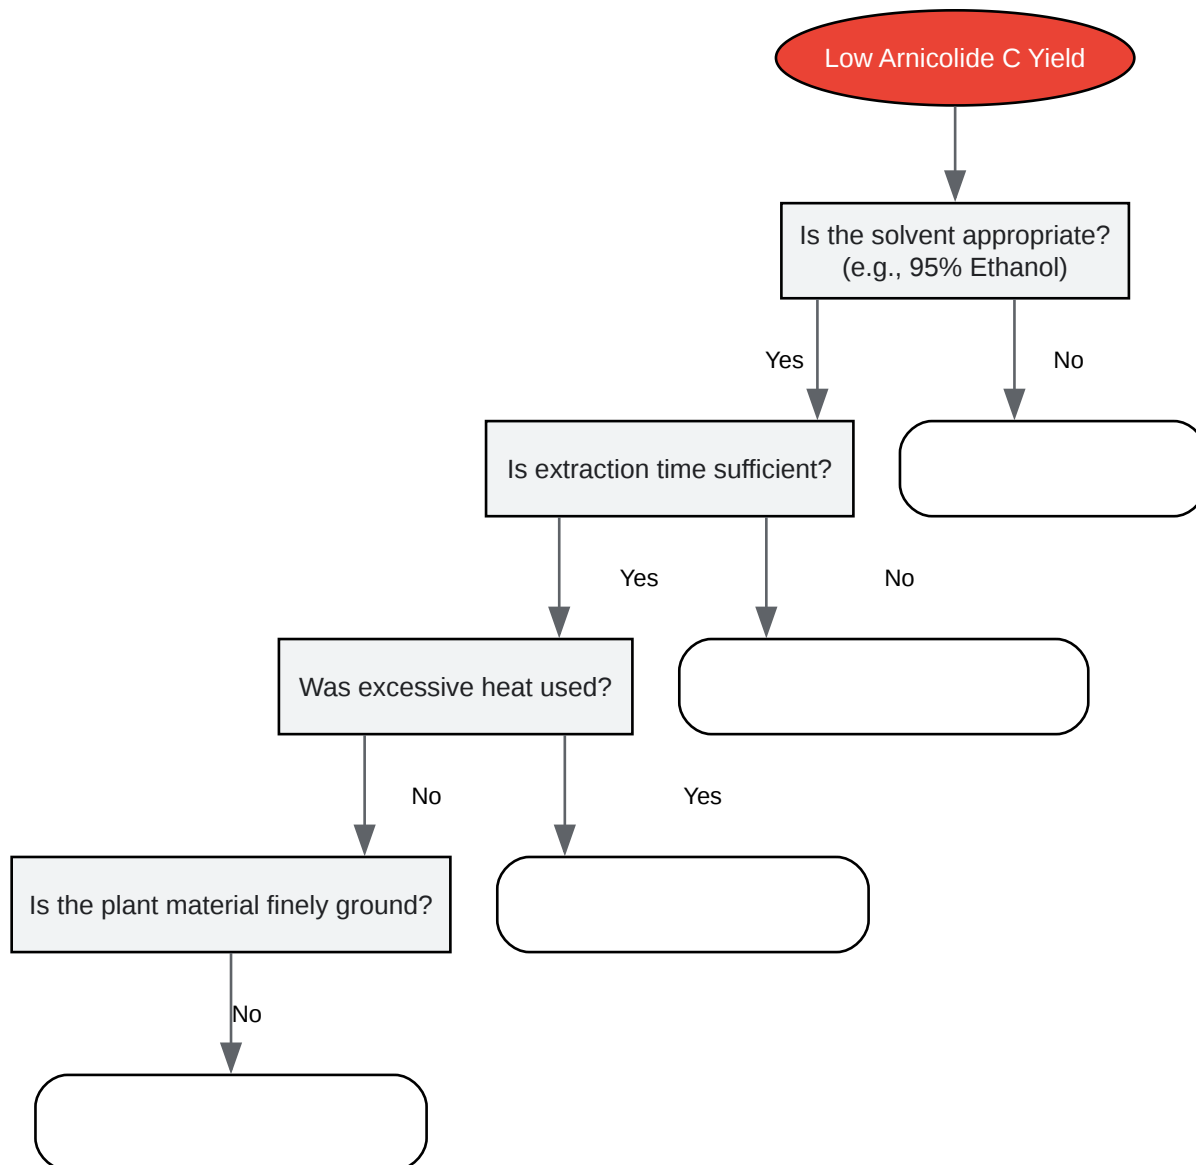 Low Arnicolide C Yield
Is the solvent appropriate?
(e.g., 95% Ethanol)
Yes
No
Is extraction time sufficient?
Yes
No
Was excessive heat used?
No
Yes
Is the plant material finely ground?
No